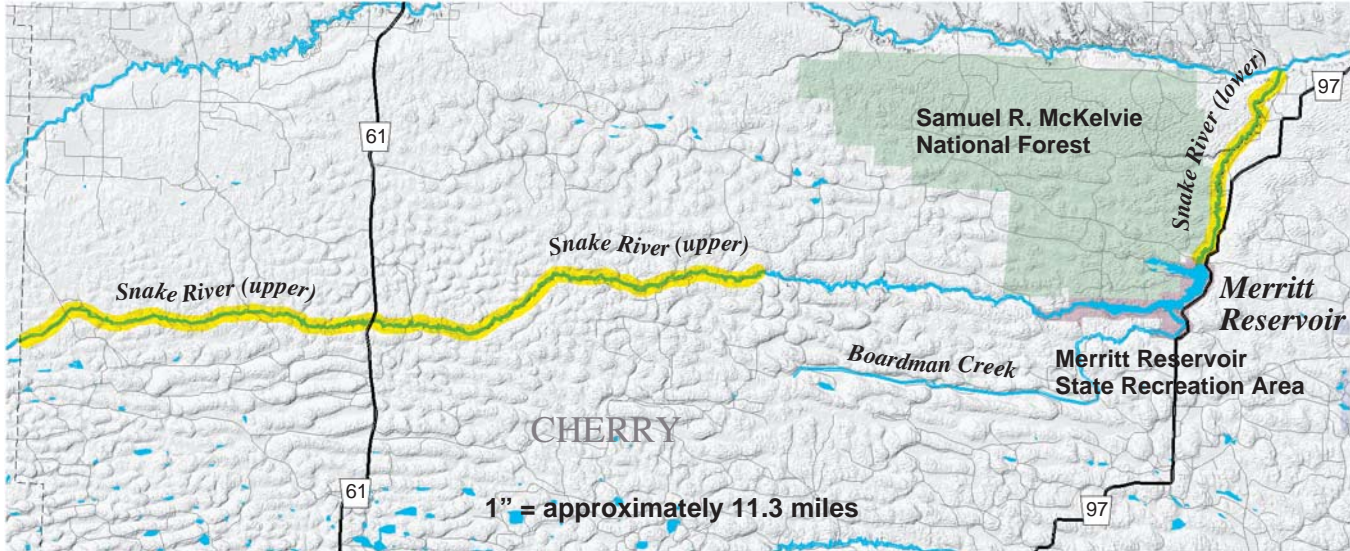 97
Samuel R. McKelvie
National Forest
Snake River (lower)
61
Snake River (upper)
Snake River (upper)
Merritt
Reservoir
Boardman Creek
Merritt Reservoir
State Recreation Area
CHERRY
61
1” = approximately 11.3 miles
97